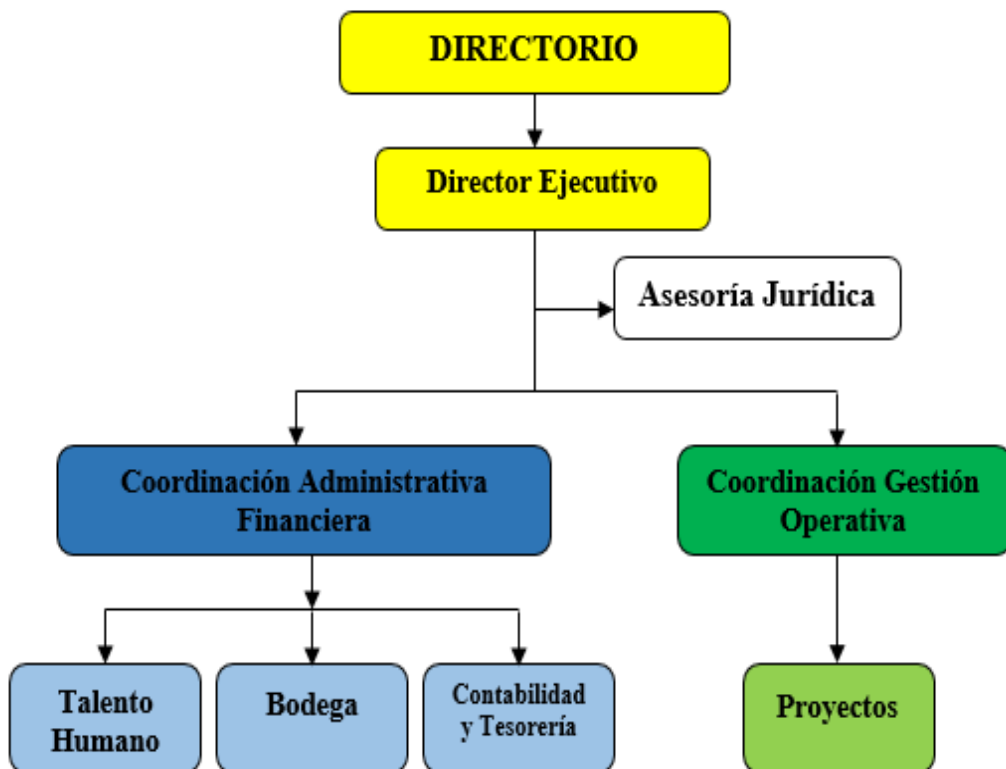 DIRECTORIO
Director Ejecutivo
Asesoría Jurídica
Coordinación Administrativa
Financiera
Coordinación Gestión
Operativa
Talento
Humano
Bodega
Contabilidad
y Tesorería
Proyectos